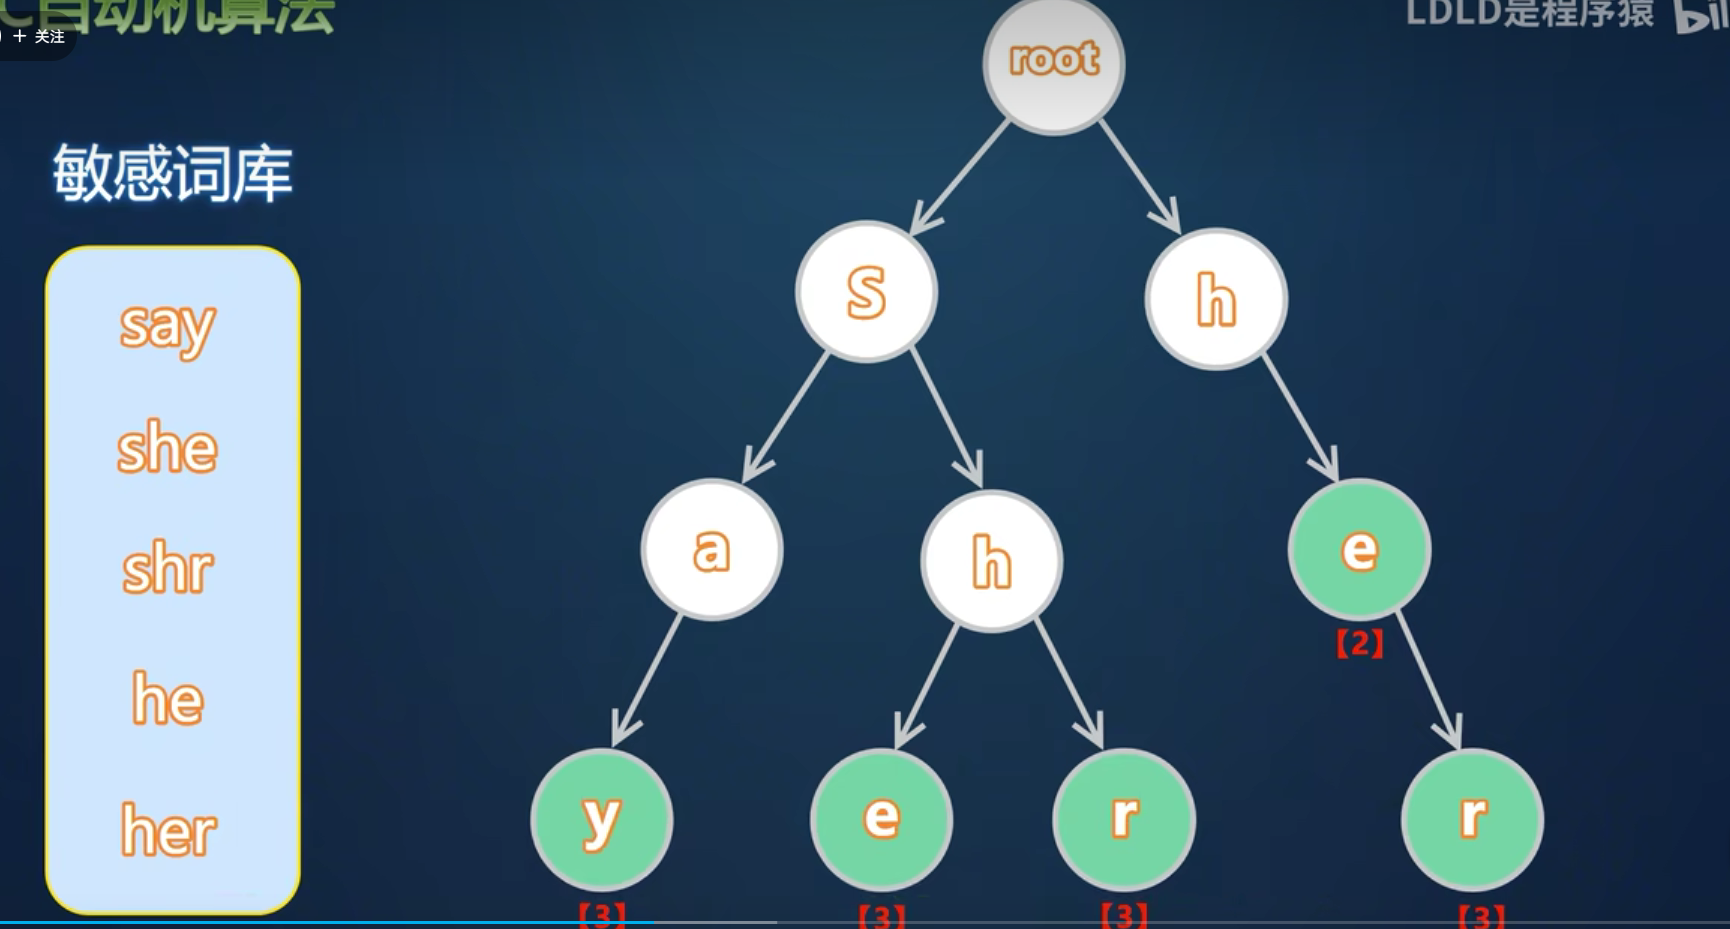 C自动机算法
+ 关注
LDLD是程序猿 bil
敏感词库
say
she
shr
he
her
root
S
h
a
h
e
【2】
y
e
r
r
【3】
【3】
【3】
【3】